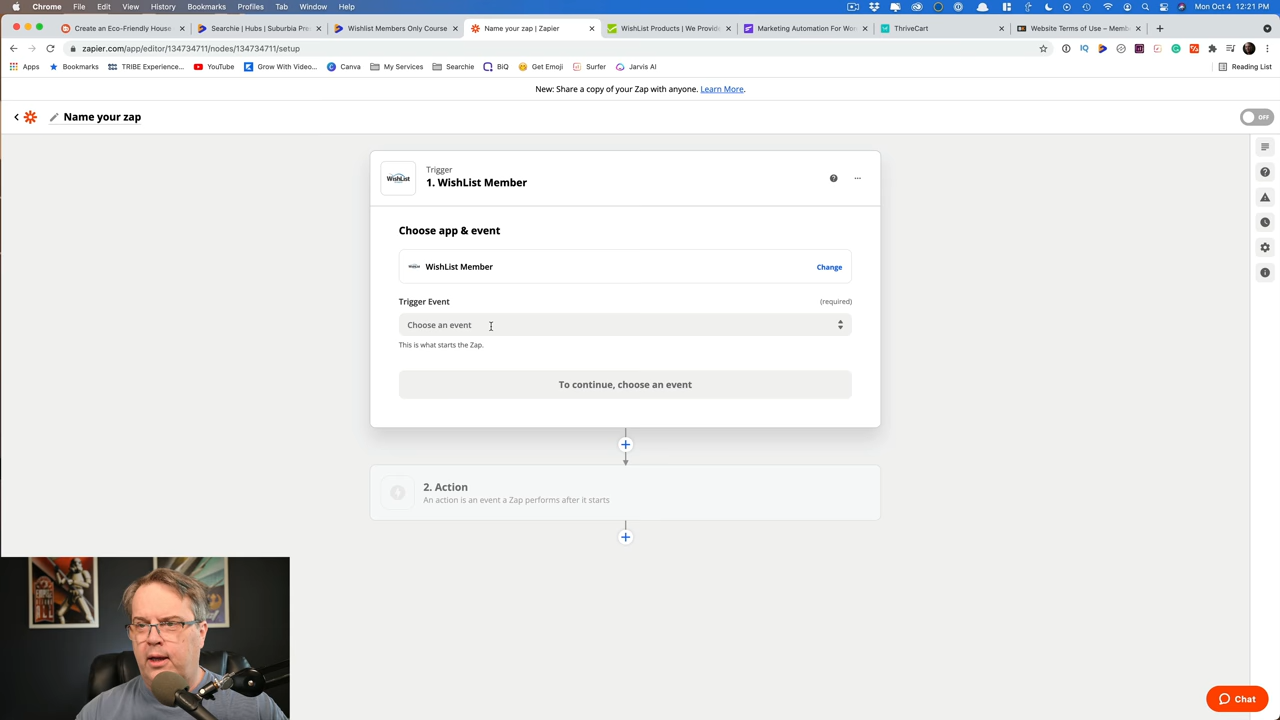 Chrome File Edit View History Bookmarks Profiles Tab Window Help
Mon Oct 4 12:21 PM
Create an Eco-Friendly House
Searchie | Hubs | Suburbia Pre
Wishlist Members Only Course
Name your zap | Zapier
WishList Products | We Provid
Marketing Automation For Woo
ThriveCart
Website Terms of Use – Memb
zapier.com/app/editor/134734711/nodes/134734711/setup
Apps Bookmarks TRIBE Experience... YouTube Grow With Video... Canva My Services Searchie BiQ Get Emoji Surfer Jarvis AI Reading List
New: Share a copy of your Zap with anyone. Learn More.
Name your zap
OFF
WishList
Trigger
1. WishList Member
Choose app & event
WishList Member
Change
Trigger Event
(required)
Choose an event
This is what starts the Zap.
To continue, choose an event
2. Action
An action is an event a Zap performs after it starts
Chat